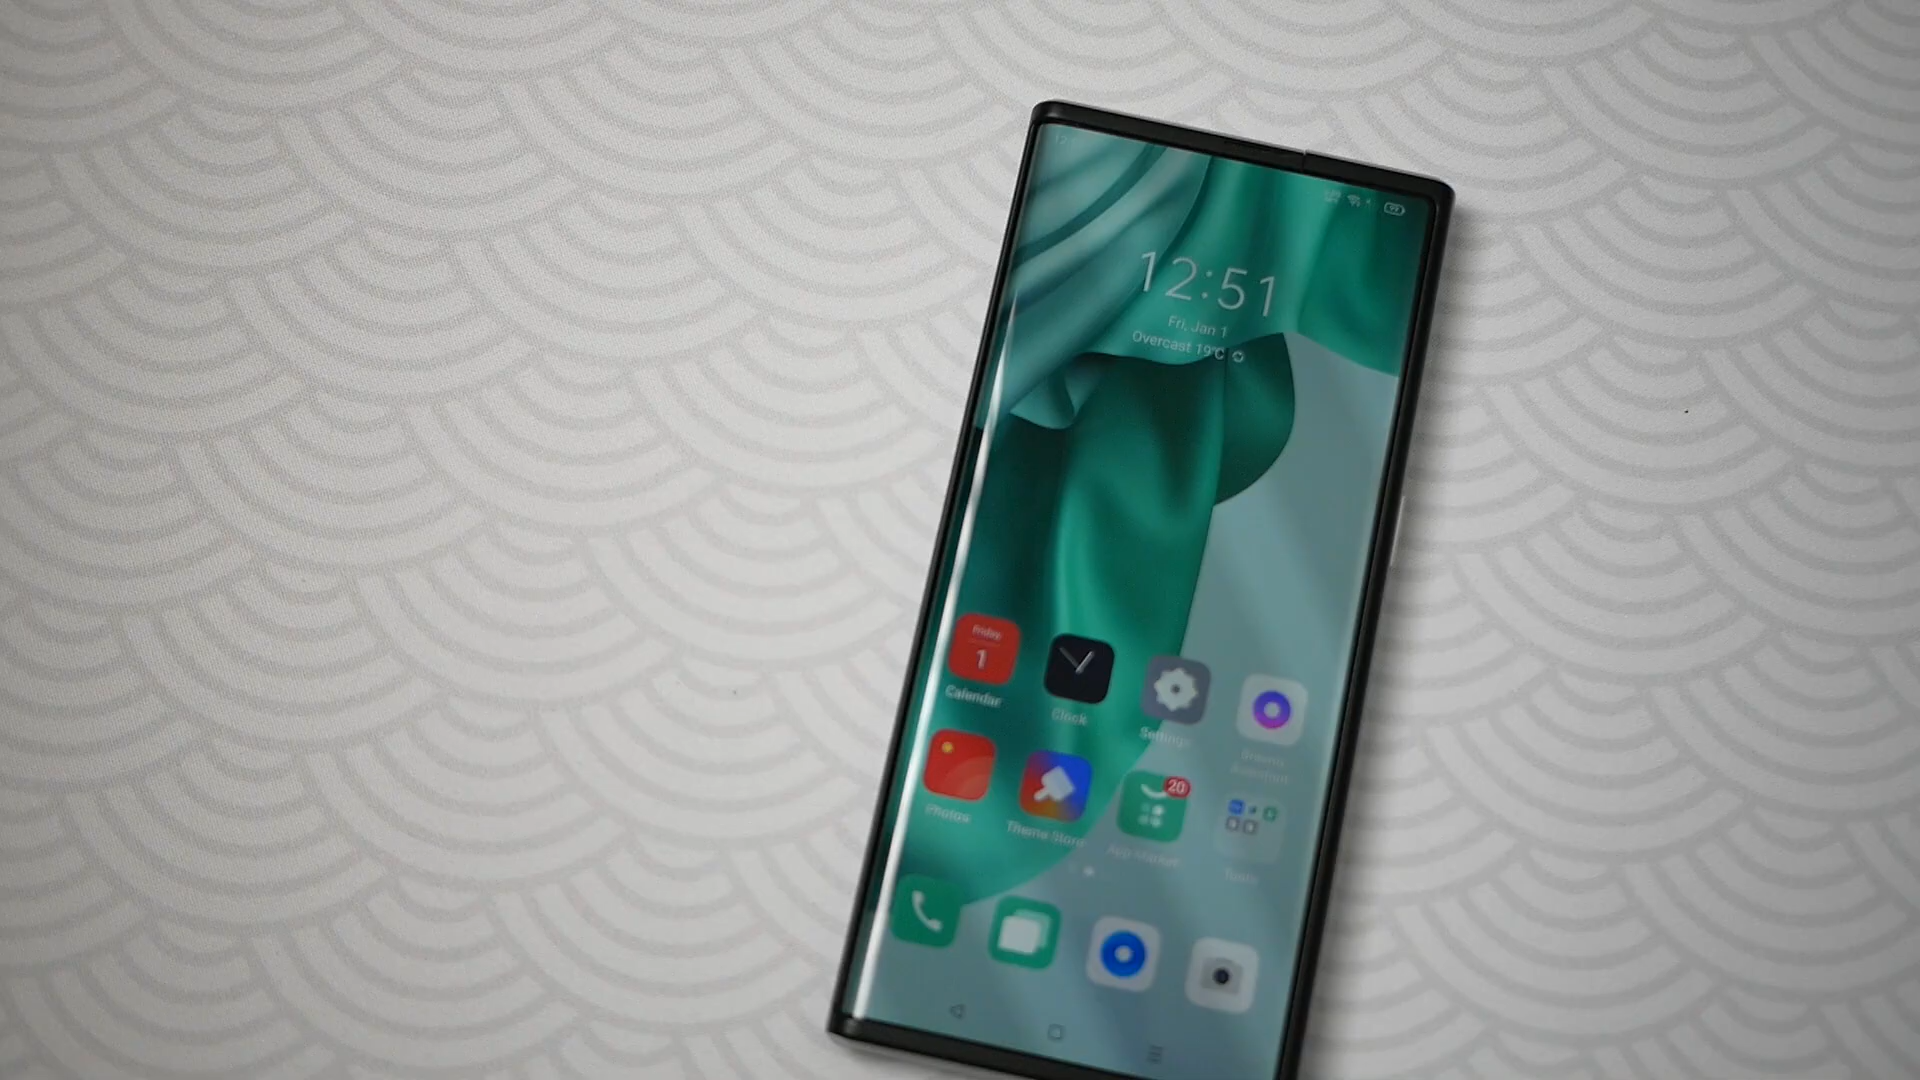 12:51
Fri, Jan 1
Overcast 19°C
Friday
1
Calendar
Clock
Settings
Photos
Theme Store
20
App Market
Tools